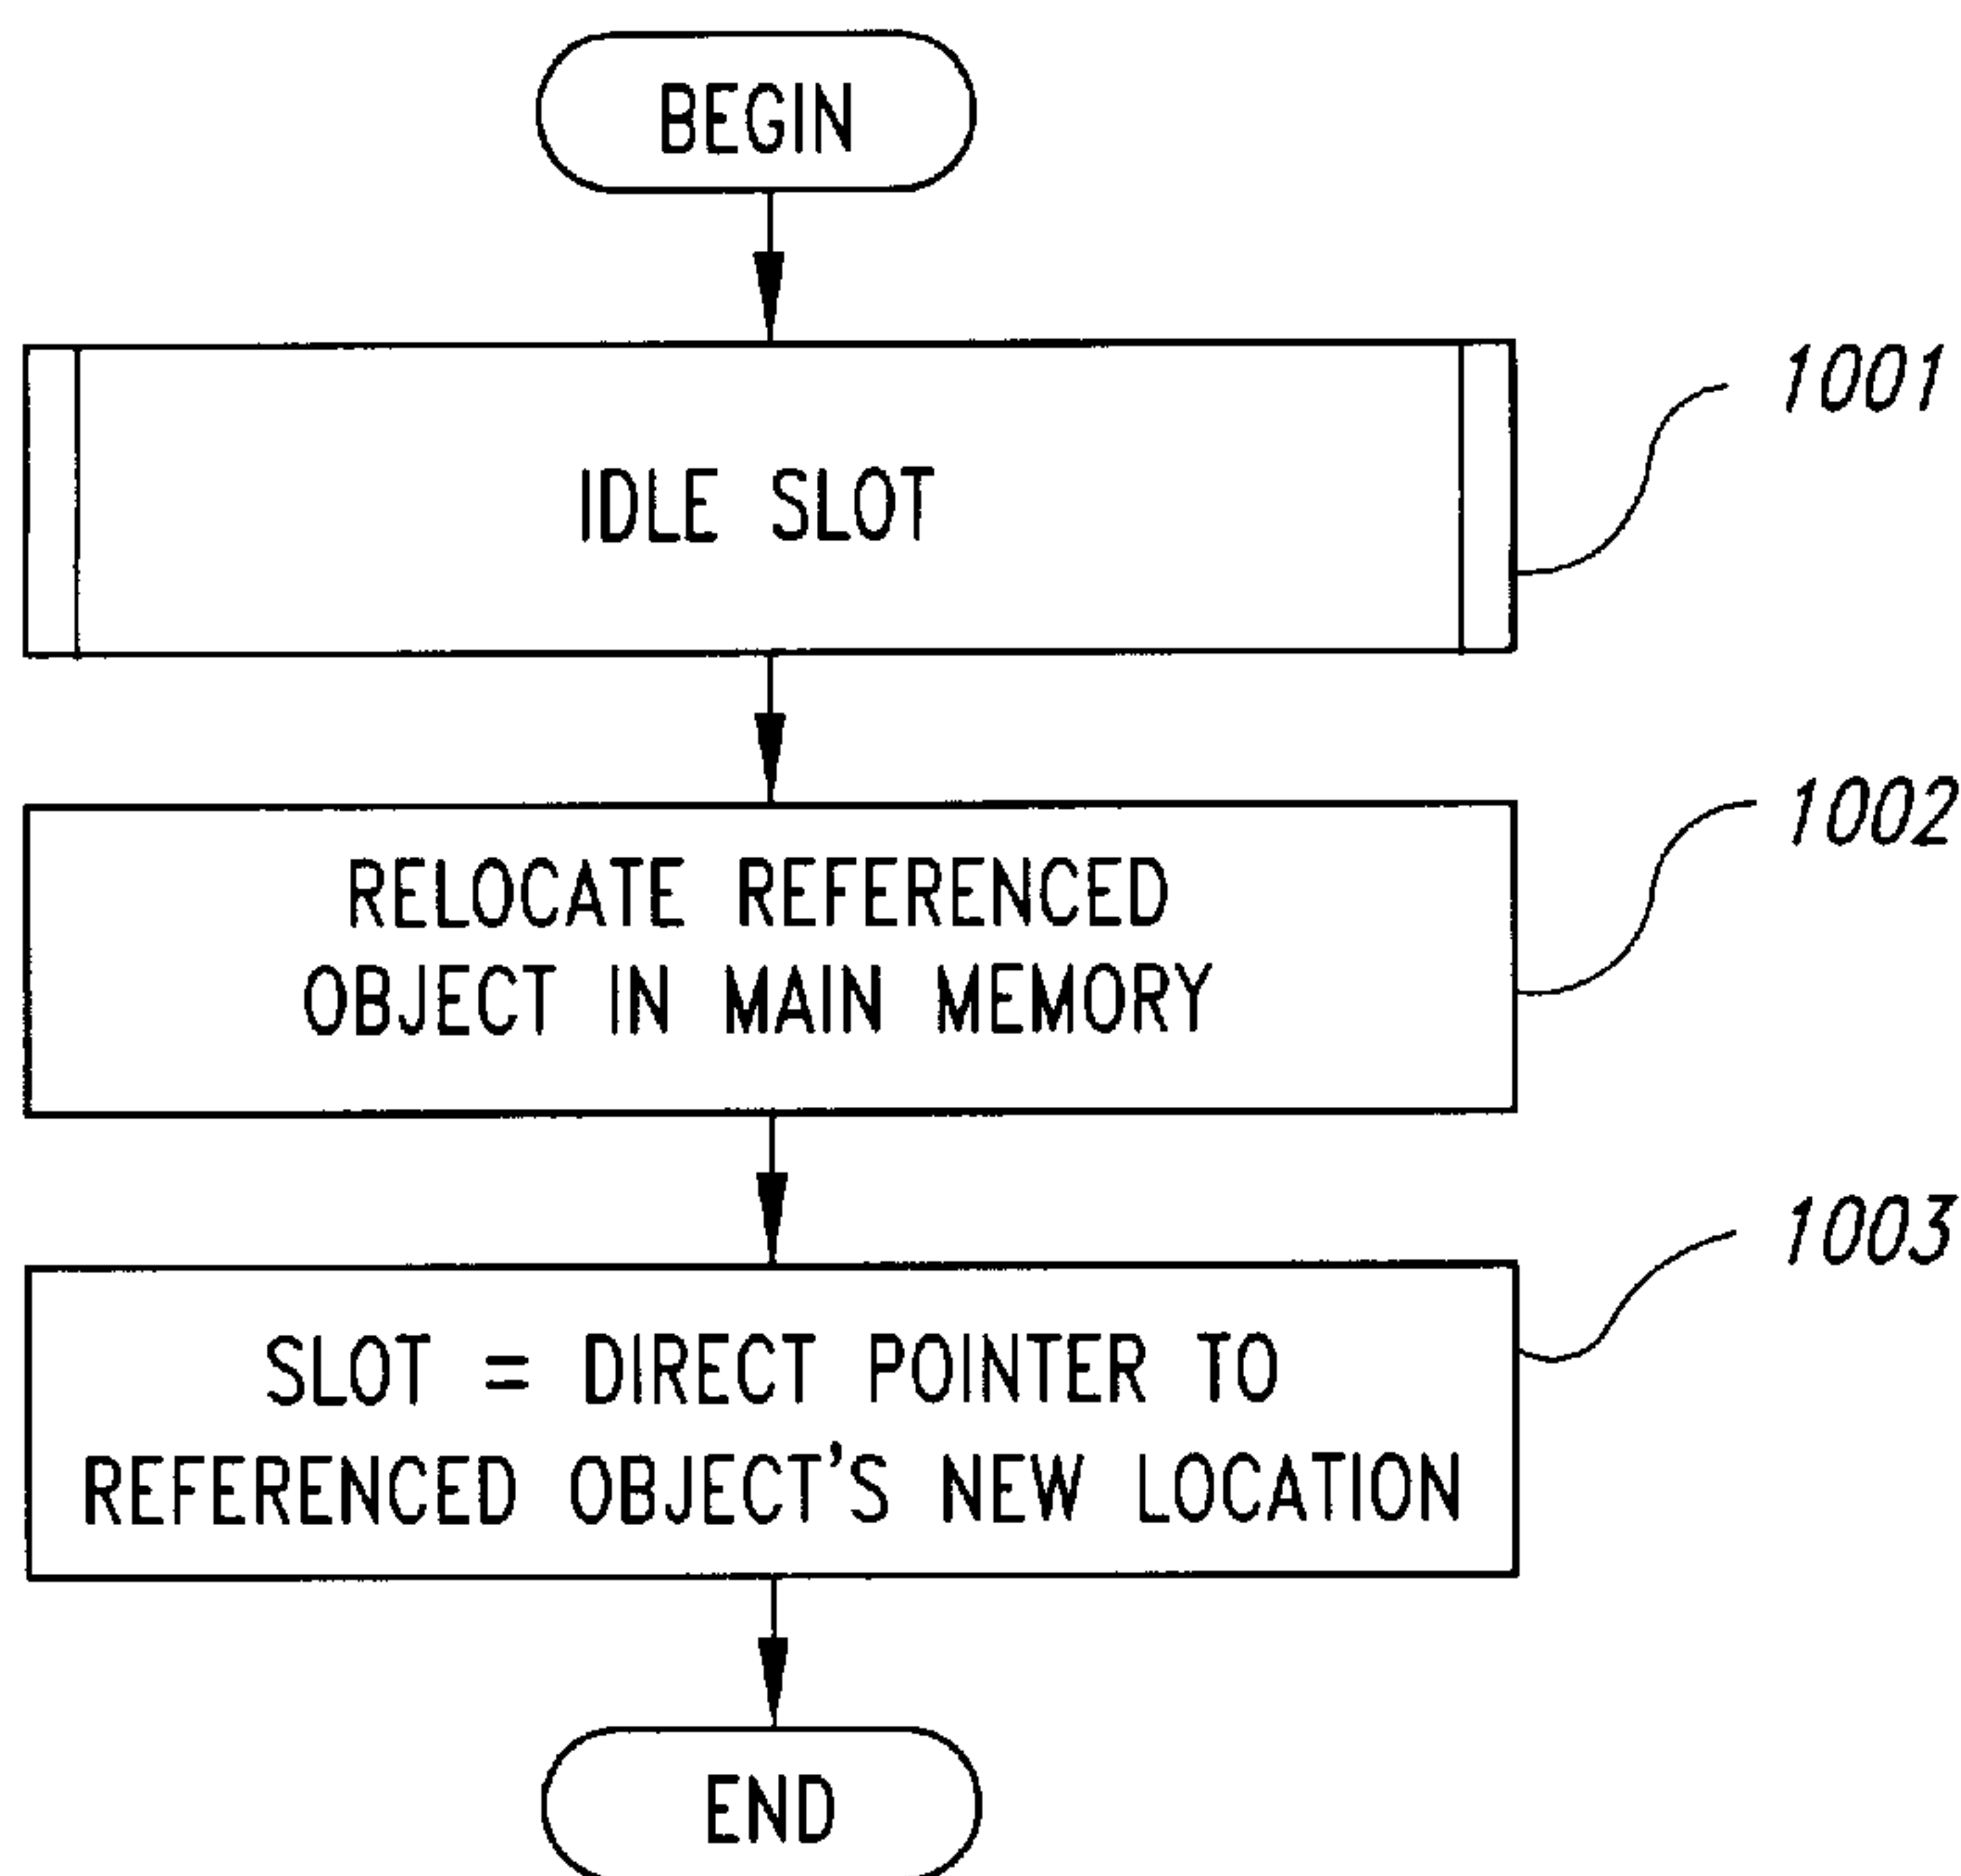 BEGIN
IDLE SLOT
1001
RELOCATE REFERENCED
OBJECT IN MAIN MEMORY
1002
SLOT = DIRECT POINTER TO
REFERENCED OBJECT'S NEW LOCATION
1003
END